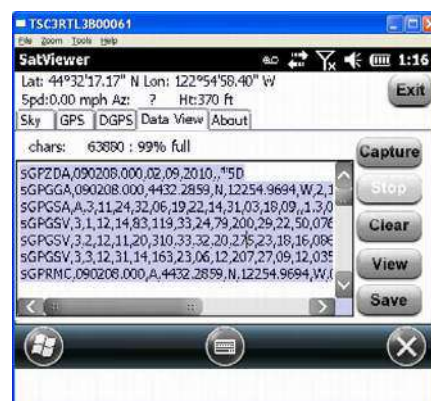 TSC3RTL3B00061
File Zoom Tools Help
SatViewer 1:16
Lat: 44°32'17.17" N Lon: 122°54'58.40" W
Spd:0.00 mph Az: ? Ht:370 ft
Exit
Sky GPS DGPS Data View About
chars: 63880 : 99% full
Capture
$GPZDA,090208.000,02,09,2010,,*5D
$GPGGA,090208.000,4432.2859,N,12254.9694,W,2,1
Stop
$GPGSA,A,3,11,24,32,06,19,22,14,31,03,18,09,,1.3,0
$GPGSV,3,1,12,14,83,119,33,24,79,200,29,22,50,076
Clear
$GPGSV,3,2,12,11,20,310,33,32,20,275,23,18,16,086
$GPGSV,3,3,12,31,14,163,23,06,12,207,27,09,12,035
View
$GPRMC,090208.000,A,4432.2859,N,12254.9694,W,0
Save